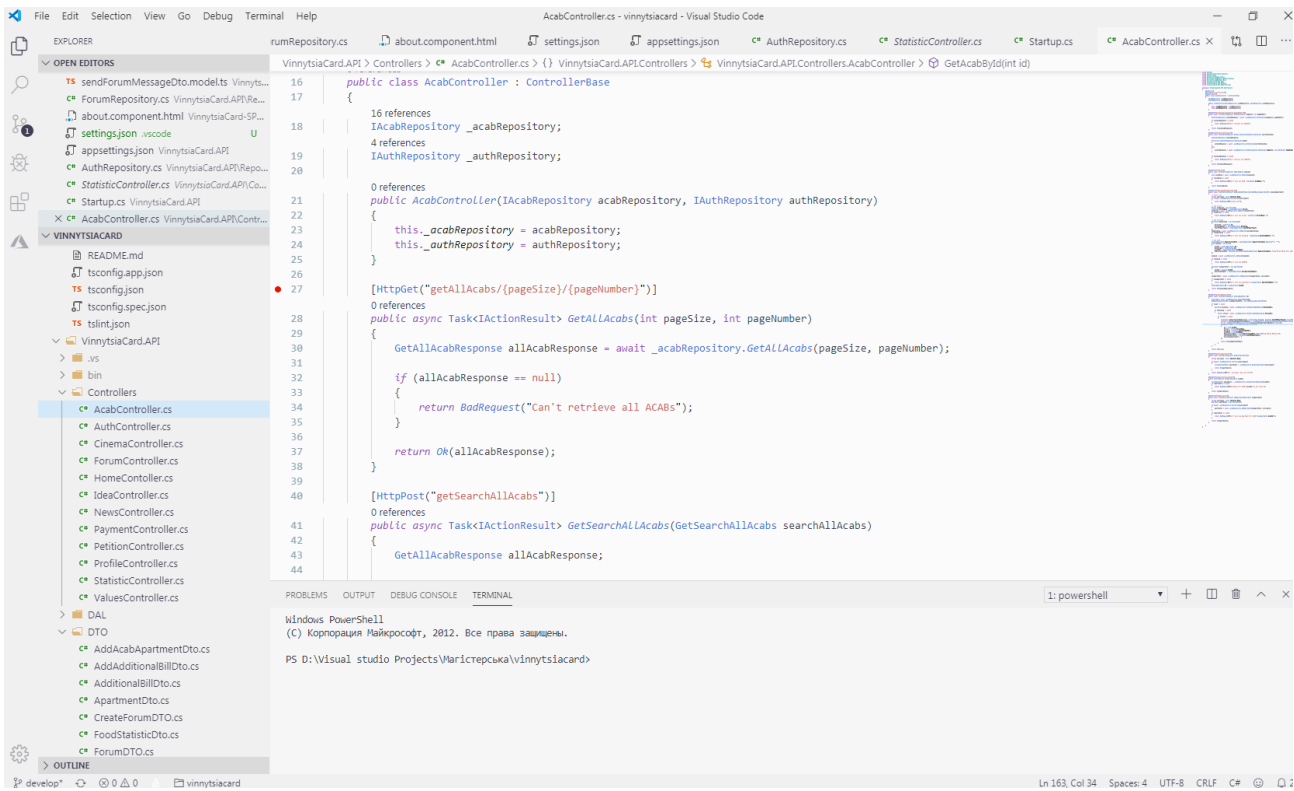 File Edit Selection View Go Debug Terminal Help
AcabController.cs - vinnytsiacard - Visual Studio Code
EXPLORER
OPEN EDITORS
TS sendForumMessageDto.model.ts Vinnyts...
C# ForumRepository.cs VinnytsiaCard.API\Re...
about.component.html VinnytsiaCard-SP...
settings.json .vscode U
appsettings.json VinnytsiaCard.API
C# AuthRepository.cs VinnytsiaCard.API\Repo...
C# StatisticController.cs VinnytsiaCard.API\Co...
C# Startup.cs VinnytsiaCard.API
C# AcabController.cs VinnytsiaCard.API\Contr...
VINNYTSIACARD
README.md
tsconfig.app.json
TS tsconfig.json
tsconfig.spec.json
TS tslint.json
VinnytsiaCard.API
.vs
bin
Controllers
C# AcabController.cs
C# AuthController.cs
C# CinemaController.cs
C# ForumController.cs
C# HomeContoller.cs
C# IdeaController.cs
C# NewsController.cs
C# PaymentController.cs
C# PetitionController.cs
C# ProfileController.cs
C# StatisticController.cs
C# ValuesController.cs
DAL
DTO
C# AddAcabApartmentDto.cs
C# AddAdditionalBillDto.cs
C# AdditionalBillDto.cs
C# ApartmentDto.cs
C# CreateForumDTO.cs
C# FoodStatisticDto.cs
C# ForumDTO.cs
OUTLINE
1
rumRepository.cs about.component.html settings.json appsettings.json C# AuthRepository.cs C# StatisticController.cs C# Startup.cs C# AcabController.cs
VinnytsiaCard.API > Controllers > C# AcabController.cs > {} VinnytsiaCard.API.Controllers > VinnytsiaCard.API.Controllers.AcabController > GetAcabById(int id)
16 public class AcabController : ControllerBase
17 {
16 references
18 IAcabRepository _acabRepository;
4 references
19 IAuthRepository _authRepository;
20
0 references
21 public AcabController(IAcabRepository acabRepository, IAuthRepository authRepository)
22 {
23 this._acabRepository = acabRepository;
24 this._authRepository = authRepository;
25 }
26
27 [HttpGet("getAllAcabs/{pageSize}/{pageNumber}")]
0 references
28 public async Task<IActionResult> GetAllAcabs(int pageSize, int pageNumber)
29 {
30 GetAllAcabResponse allAcabResponse = await _acabRepository.GetAllAcabs(pageSize, pageNumber);
31
32 if (allAcabResponse == null)
33 {
34 return BadRequest("Can't retrieve all ACABs");
35 }
36
37 return Ok(allAcabResponse);
38 }
39
40 [HttpPost("getSearchAllAcabs")]
0 references
41 public async Task<IActionResult> GetSearchAllAcabs(GetSearchAllAcabs searchAllAcabs)
42 {
43 GetAllAcabResponse allAcabResponse;
44
PROBLEMS OUTPUT DEBUG CONSOLE TERMINAL
1: powershell
Windows PowerShell
(C) Корпорация Майкрософт, 2012. Все права защищены.
PS D:\Visual studio Projects\Магістерська\vinnytsiacard>
develop* 0 0 vinnytsiacard
Ln 163, Col 34 Spaces: 4 UTF-8 CRLF C# 2